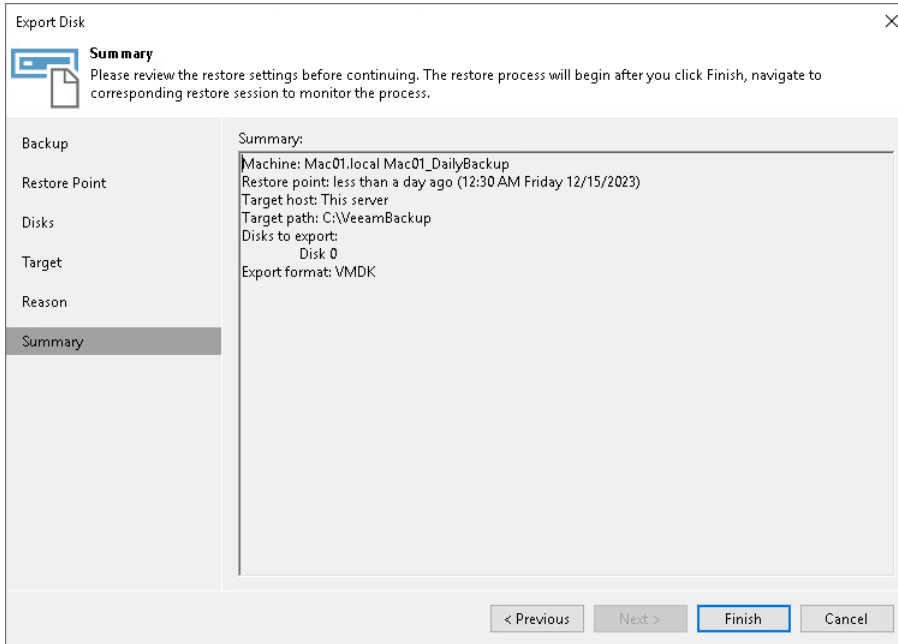 Export Disk
Summary
Please review the restore settings before continuing. The restore process will begin after you click Finish, navigate to
corresponding restore session to monitor the process.
Backup
Restore Point
Disks
Target
Reason
Summary
Summary:
Machine: Mac01.local Mac01_DailyBackup
Restore point: less than a day ago (12:30 AM Friday 12/15/2023)
Target host: This server
Target path: C:\VeeamBackup
Disks to export:
Disk 0
Export format: VMDK
< Previous
Next >
Finish
Cancel